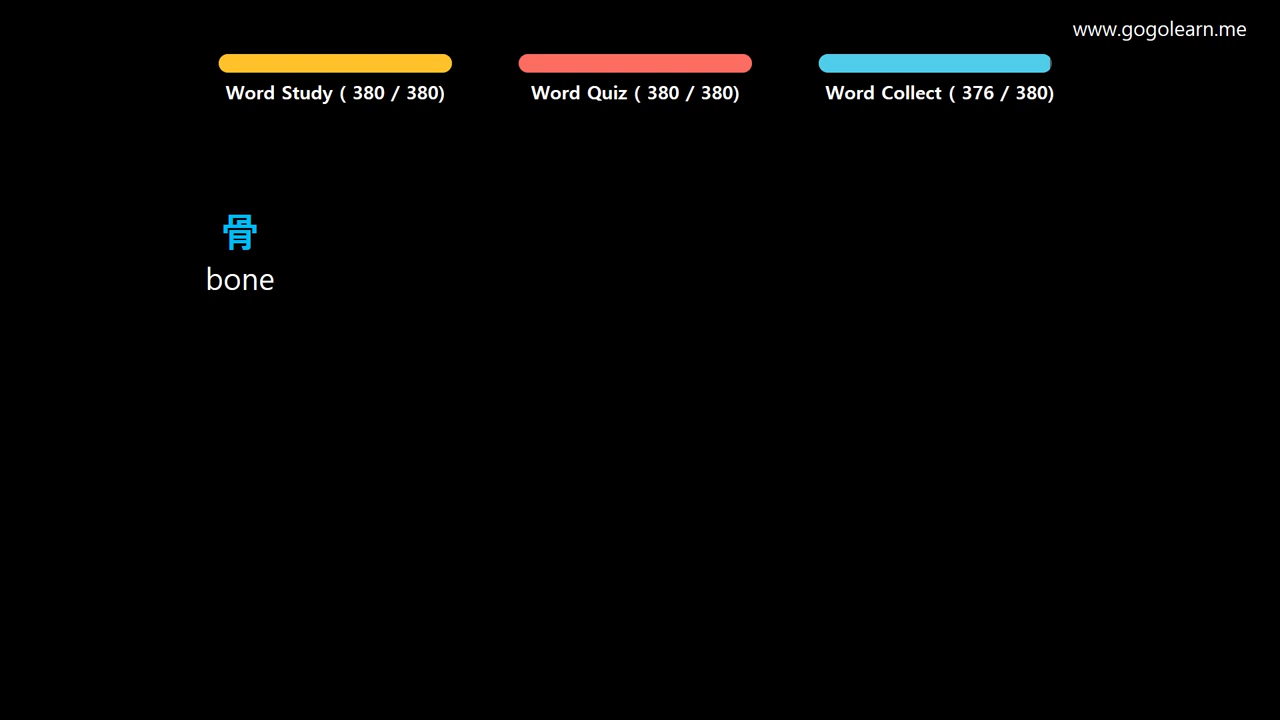 www.gogolearn.me
Word Study ( 380 / 380)
Word Quiz ( 380 / 380)
Word Collect ( 376 / 380)
骨
bone